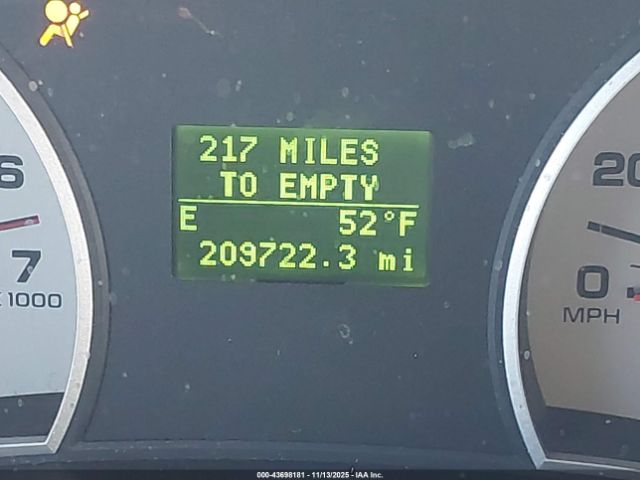 217 MILES
TO EMPTY
E 52°F
209722.3 mi
6
7
1000
20
0
MPH
000-43698181 - 11/13/2025 - IAA Inc.